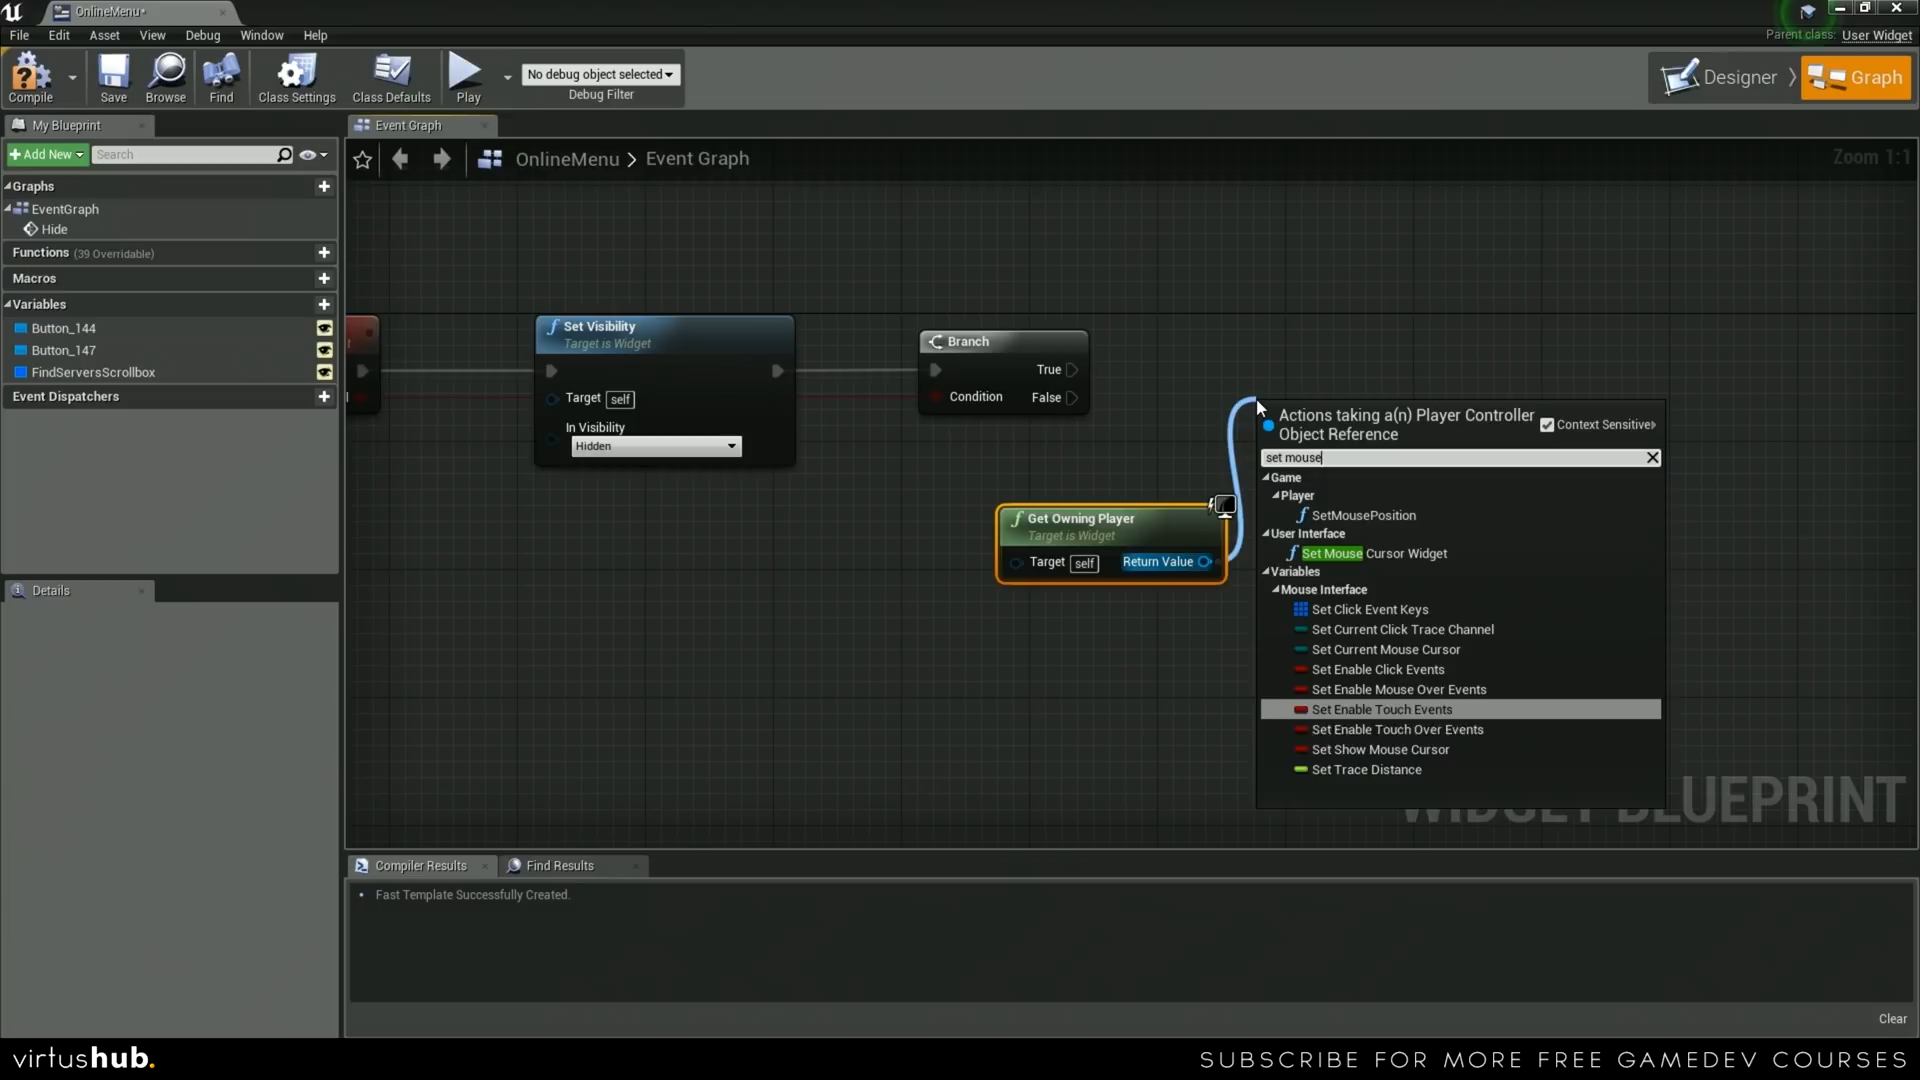 OnlineMenu*
File Edit Asset View Debug Window Help
Parent class: User Widget
Compile
Save
Browse
Find
Class Settings
Class Defaults
Play
No debug object selected
Debug Filter
Designer
Graph
My Blueprint
Event Graph
Add New
Search
OnlineMenu > Event Graph
Zoom 1:1
Graphs
EventGraph
Hide
Functions (39 Overridable)
Macros
Variables
Button_144
Button_147
FindServersScrollbox
Event Dispatchers
Details
Set Visibility
Target is Widget
Target self
In Visibility
Hidden
Branch
True
Condition
False
Get Owning Player
Target is Widget
Target self
Return Value
Actions taking a(n) Player Controller
Object Reference
Context Sensitive
set mouse
Game
Player
SetMousePosition
User Interface
Set Mouse Cursor Widget
Variables
Mouse Interface
Set Click Event Keys
Set Current Click Trace Channel
Set Current Mouse Cursor
Set Enable Click Events
Set Enable Mouse Over Events
Set Enable Touch Events
Set Enable Touch Over Events
Set Show Mouse Cursor
Set Trace Distance
WIDGET BLUEPRINT
Compiler Results
Find Results
Fast Template Successfully Created.
Clear
virtushub.
SUBSCRIBE FOR MORE FREE GAMEDEV COURSES